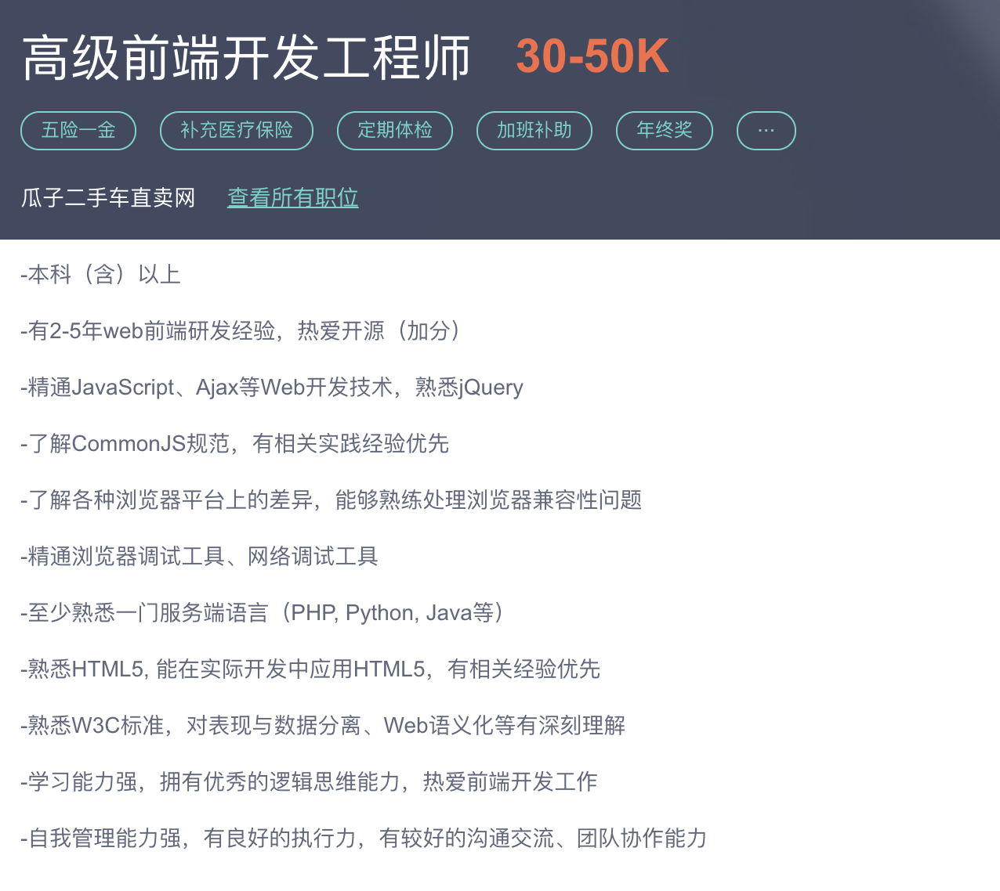 高级前端开发工程师 30-50K
五险一金 补充医疗保险 定期体检 加班补助 年终奖 ···
瓜子二手车直卖网 查看所有职位
-本科（含）以上
-有2-5年web前端研发经验，热爱开源（加分）
-精通JavaScript、Ajax等Web开发技术，熟悉jQuery
-了解CommonJS规范，有相关实践经验优先
-了解各种浏览器平台上的差异，能够熟练处理浏览器兼容性问题
-精通浏览器调试工具、网络调试工具
-至少熟悉一门服务端语言（PHP, Python, Java等）
-熟悉HTML5, 能在实际开发中应用HTML5，有相关经验优先
-熟悉W3C标准，对表现与数据分离、Web语义化等有深刻理解
-学习能力强，拥有优秀的逻辑思维能力，热爱前端开发工作
-自我管理能力强，有良好的执行力，有较好的沟通交流、团队协作能力